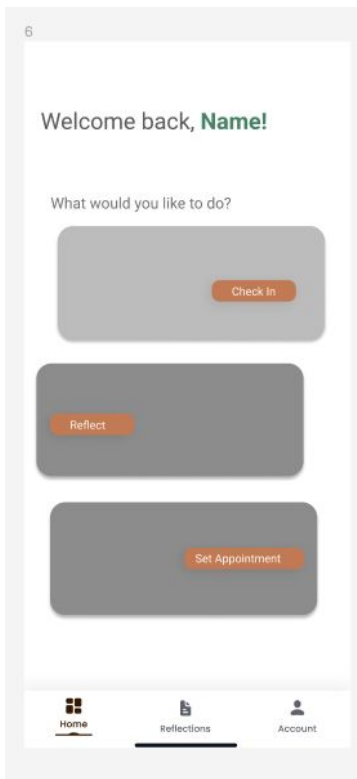 6
Welcome back, Name!
What would you like to do?
Check In
Reflect
Set Appointment
Home
Reflections
Account